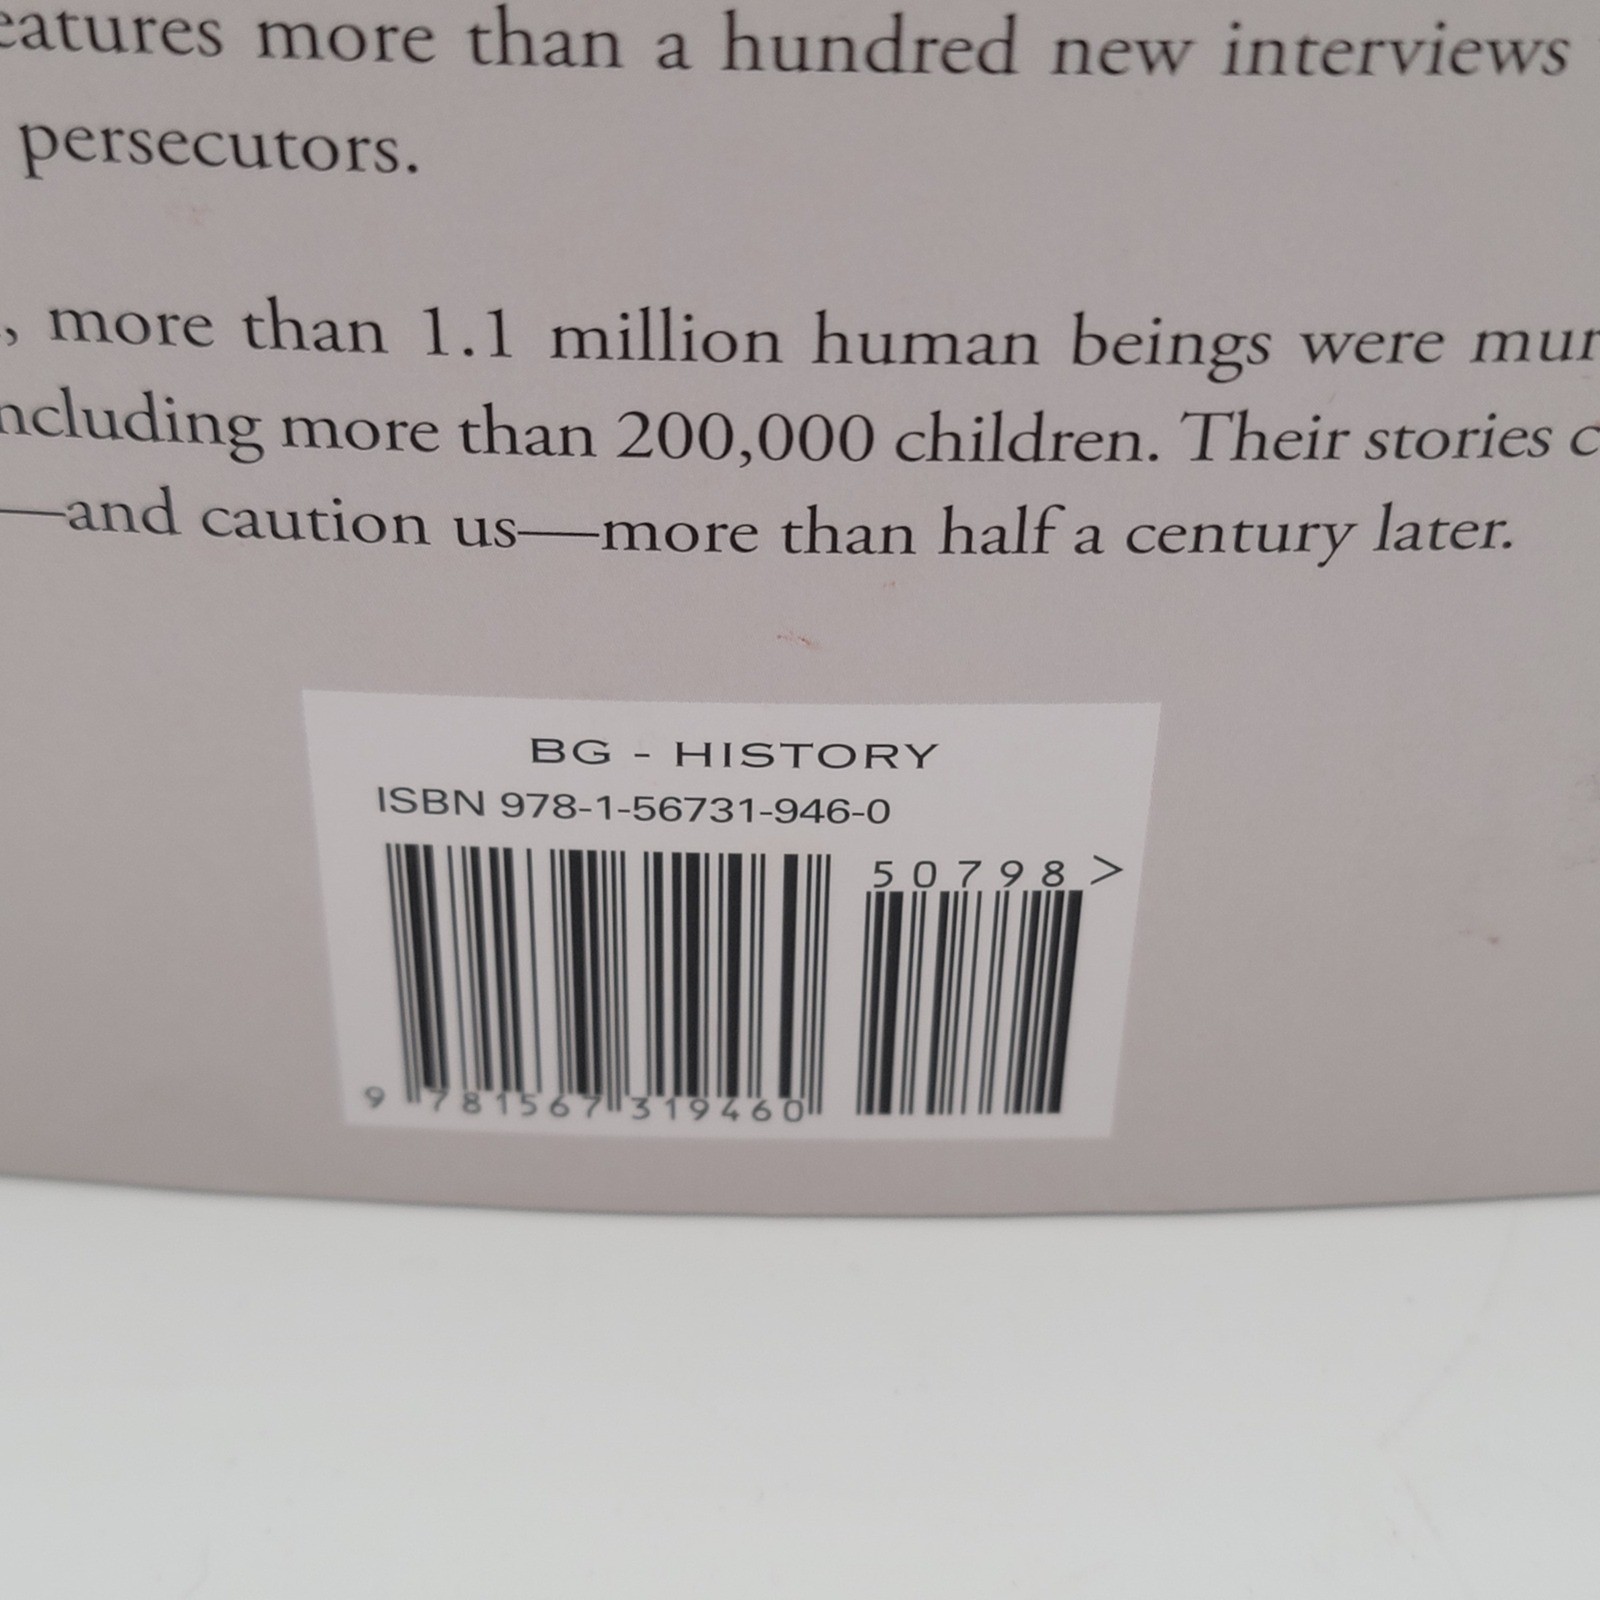 eatures more than a hundred new interviews
persecutors.
, more than 1.1 million human beings were mur
ncluding more than 200,000 children. Their stories c
—and caution us—more than half a century later.
BG - HISTORY
ISBN 978-1-56731-946-0
50798>
9 781567 319460